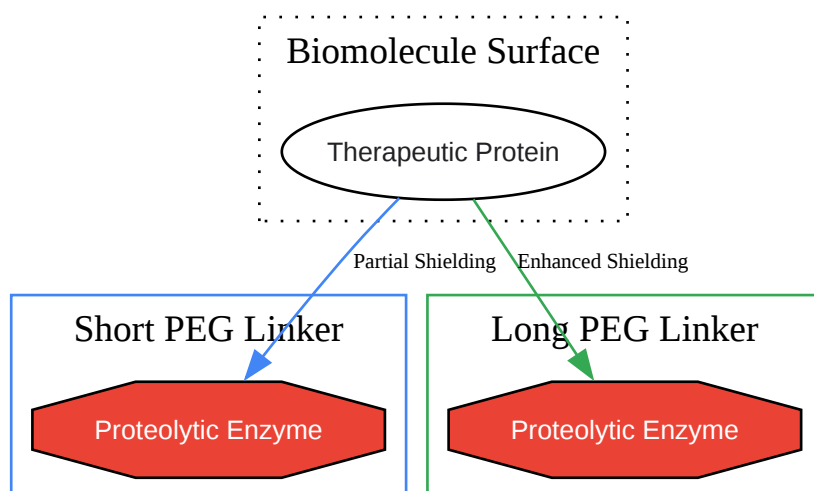 Biomolecule Surface
Therapeutic Protein
Partial Shielding
Enhanced Shielding
Short PEG Linker
Long PEG Linker
Proteolytic Enzyme
Proteolytic Enzyme